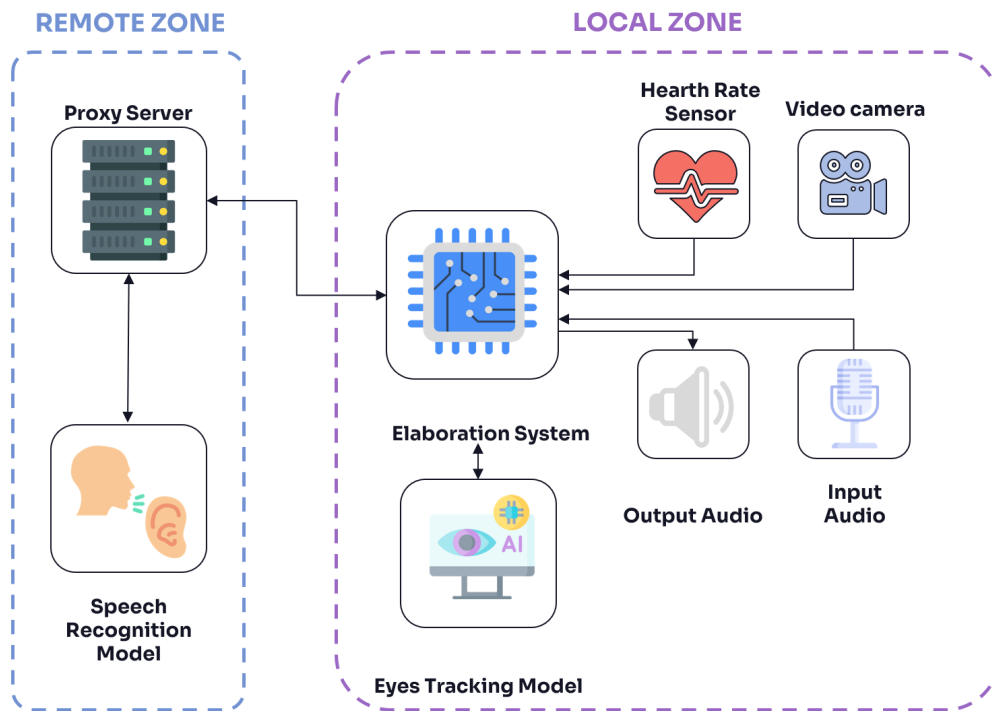 REMOTE ZONE
LOCAL ZONE
Proxy Server
Hearth Rate
Sensor
Video camera
Elaboration System
AI
Output Audio
Input
Audio
Speech
Recognition
Model
Eyes Tracking Model